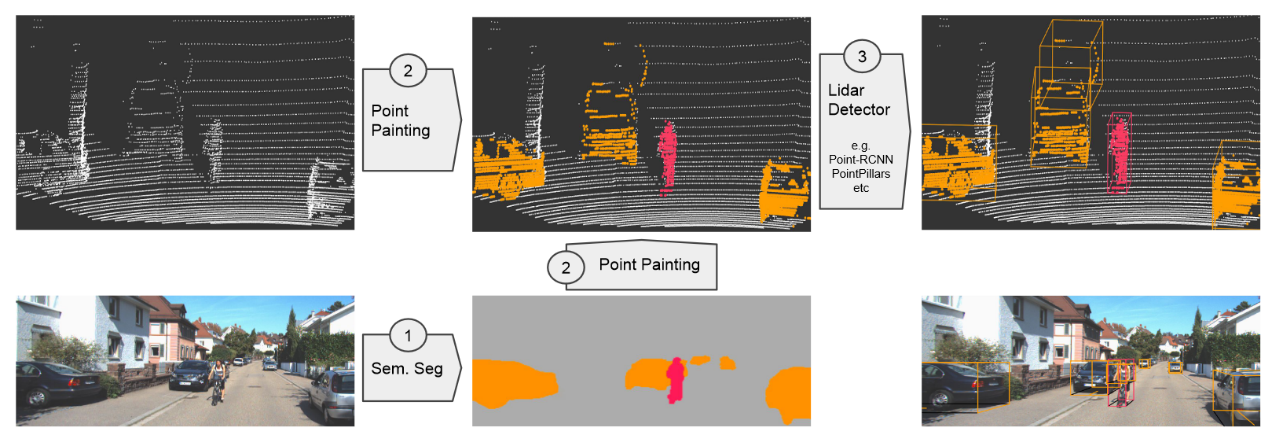 2
Point
Painting
3
Lidar
Detector
e.g.
Point-RCNN
PointPillars
etc
2
Point Painting
1
Sem. Seg